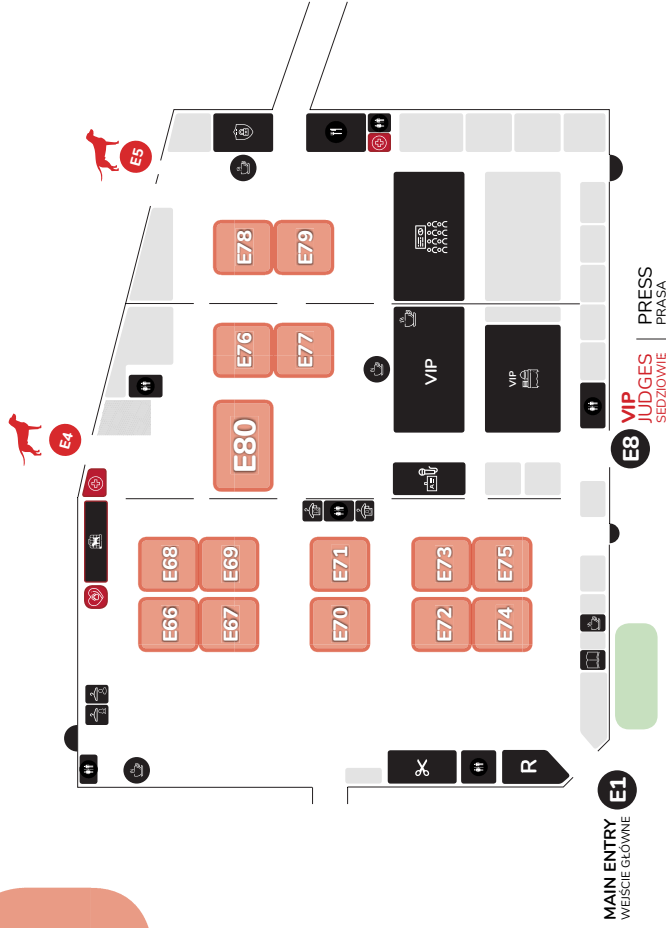 E4
E5
E66 E68
E67 E69
E80
E76 E78
E77 E79
E70 E71
E72 E73
VIP
E74 E75
VIP
R
MAIN ENTRY
WEJŚCIE GŁÓWNE
E1
E8
VIP
JUDGES
SEDZIOWIE
PRESS
PRASA